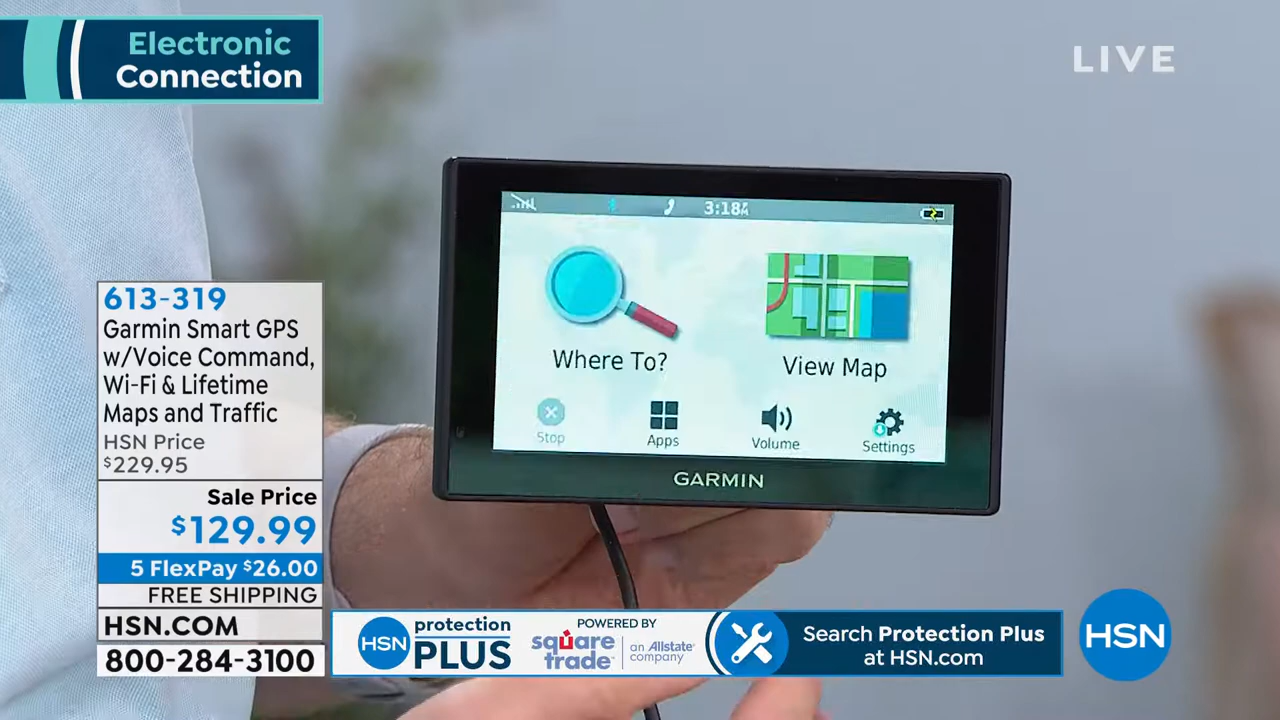 Electronic
Connection
LIVE
3:18
Where To?
View Map
Stop
Apps
Volume
Settings
GARMIN
613-319
Garmin Smart GPS
w/Voice Command,
Wi-Fi & Lifetime
Maps and Traffic
HSN Price
$229.95
Sale Price
$129.99
5 FlexPay $26.00
FREE SHIPPING
HSN.COM
800-284-3100
HSN
protection
PLUS
POWERED BY
square
trade
an Allstate
company
Search Protection Plus
at HSN.com
HSN